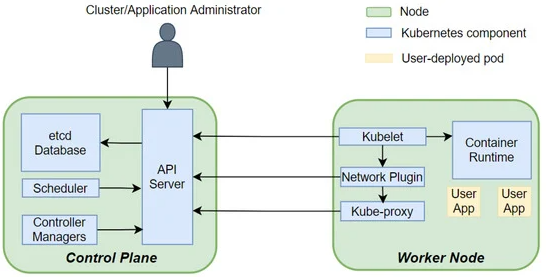 Cluster/Application Administrator
Node
Kubernetes component
User-deployed pod
etcd
Database
Scheduler
Controller
Managers
API
Server
Control Plane
Kubelet
Network Plugin
Kube-proxy
Container
Runtime
User
App
User
App
Worker Node